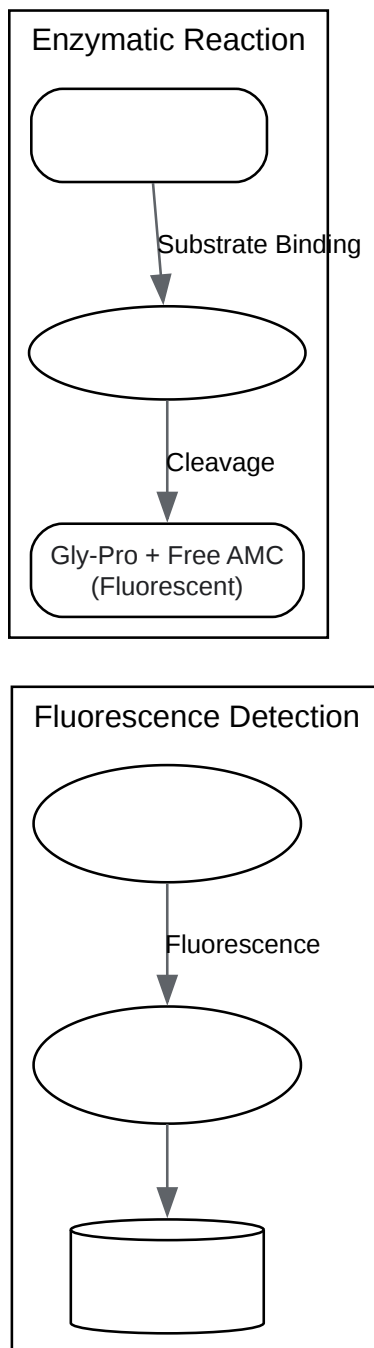 Enzymatic Reaction
Substrate Binding
Cleavage
Gly-Pro + Free AMC
(Fluorescent)
Fluorescence Detection
Fluorescence